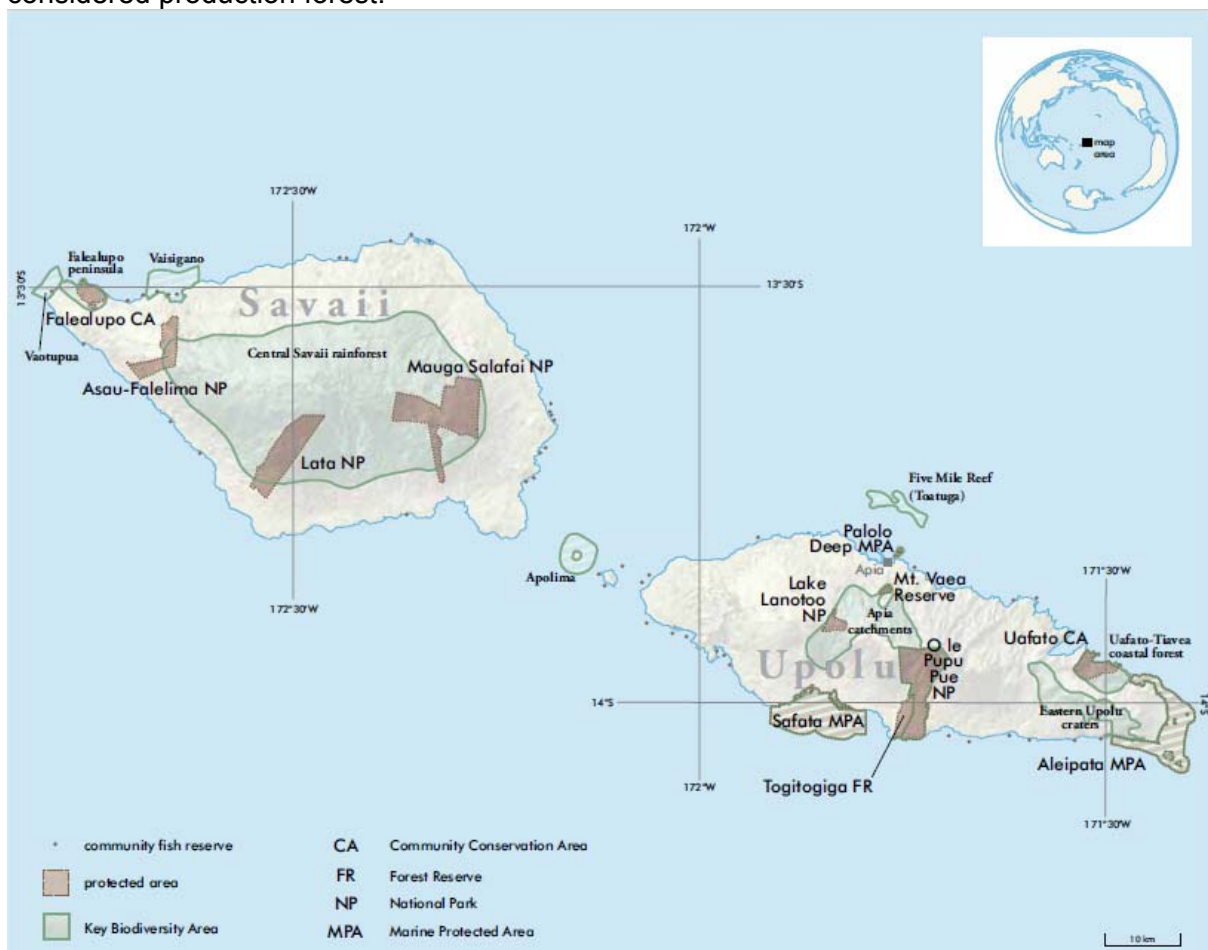 considered production forest.
map
area
172°30'W
172°W
Falealupo
peninsula
Vaisigano
13°30'S
13°30'S
Savaii
Falealupo CA
Vaotupua
Central Savaii rainforest
Mauga Salafai NP
Asau-Falelima NP
Lata NP
Five Mile Reef
(Toatuga)
Palolo
Deep MPA
Apia
Apolima
171°30'W
172°30'W
Lake
Lanotoo
NP
Mt. Vaea
Reserve
Apia
catchments
Uafato CA
Uafato-Tiavea
coastal forest
O le
Pupu
Pue
NP
Upolu
14°S
14°S
Safata MPA
Eastern Upolu
craters
Aleipata MPA
172°W
Togitogiga FR
171°30'W
community fish reserve
CA Community Conservation Area
protected area
FR Forest Reserve
NP National Park
Key Biodiversity Area
MPA Marine Protected Area
10 km